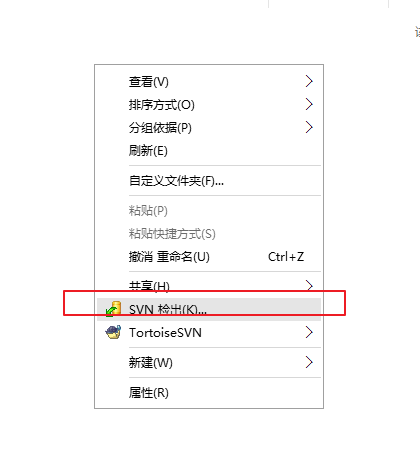 查看(V)
排序方式(O)
分组依据(P)
刷新(E)
自定义文件夹(F)...
粘贴(P)
粘贴快捷方式(S)
撤消 重命名(U) Ctrl+Z
共享(H)
SVN 检出(K)...
TortoiseSVN
新建(W)
属性(R)